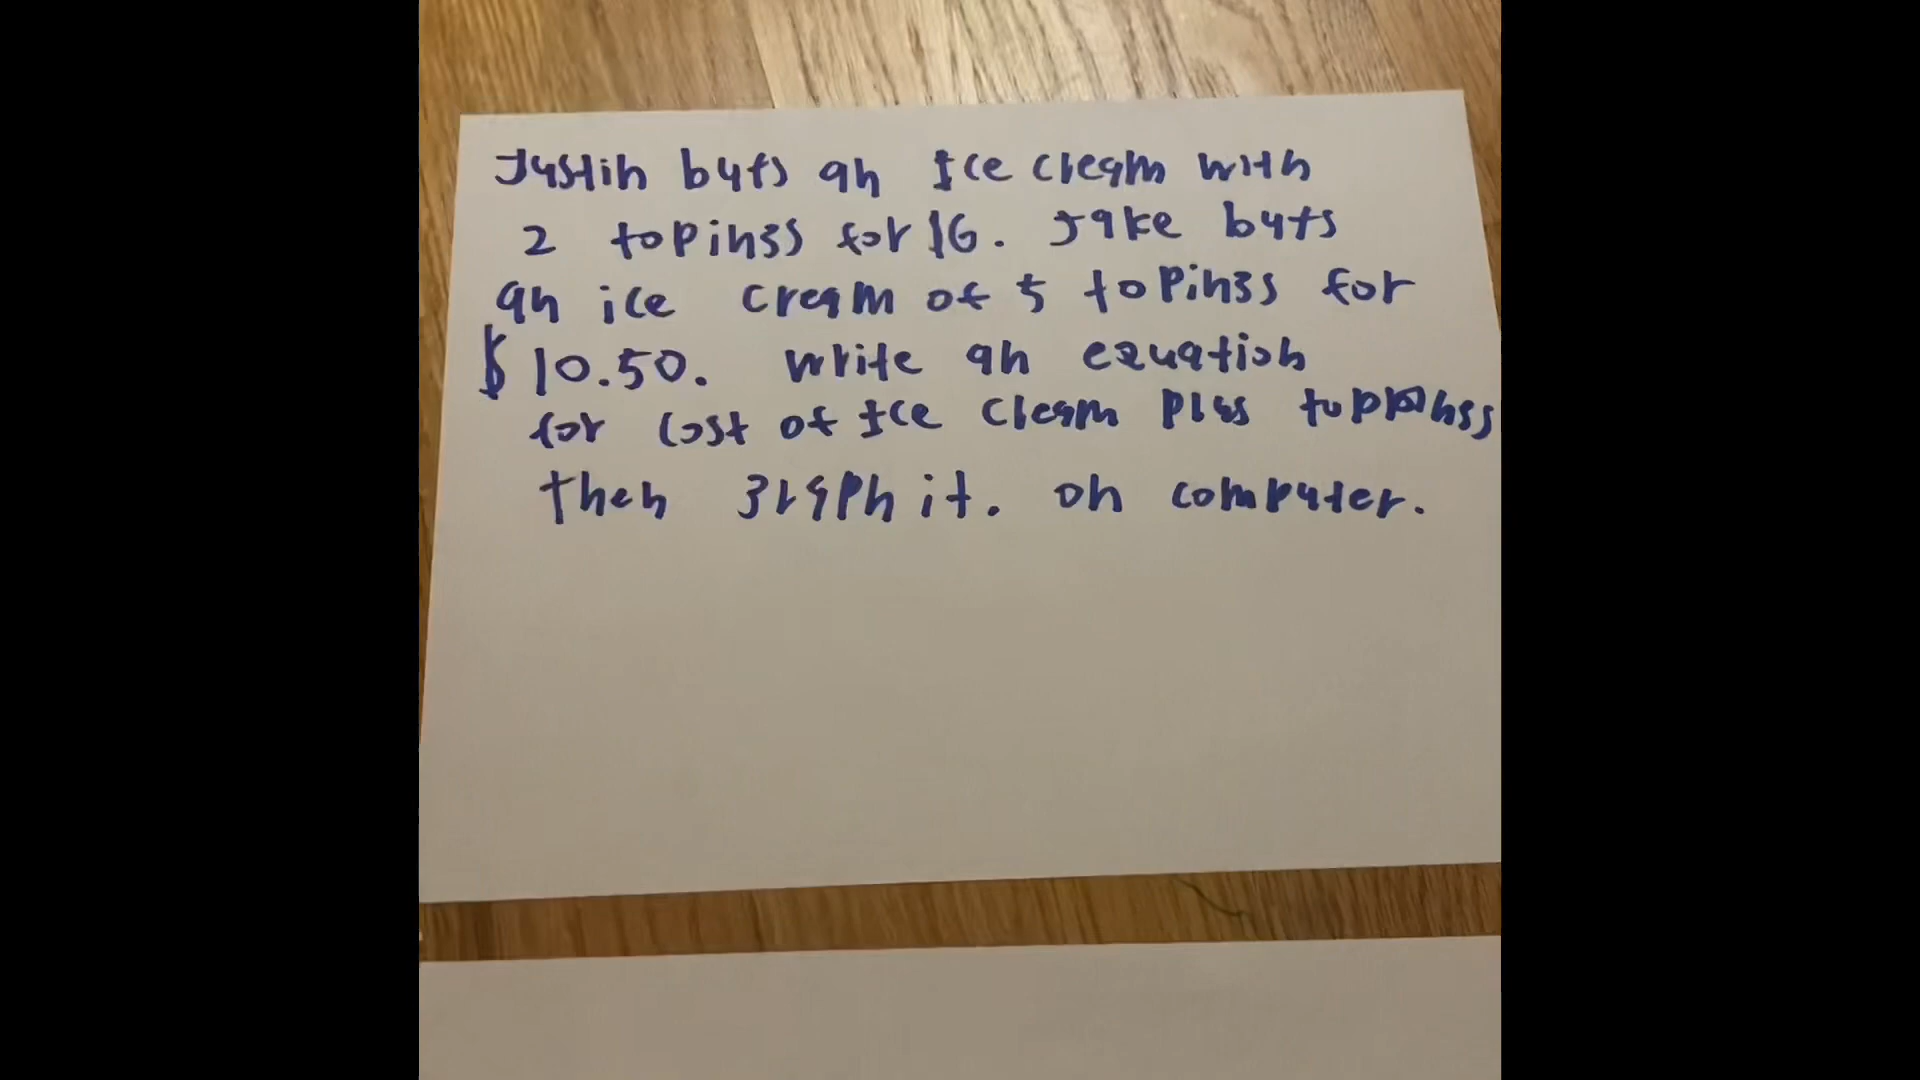 Justin buys an Ice cream with
2 topings for $6. Jake buys
an ice cream of 5 topings for
$10.50. write an equation
for cost of Ice cream plus toppings
then graph it. on computer.